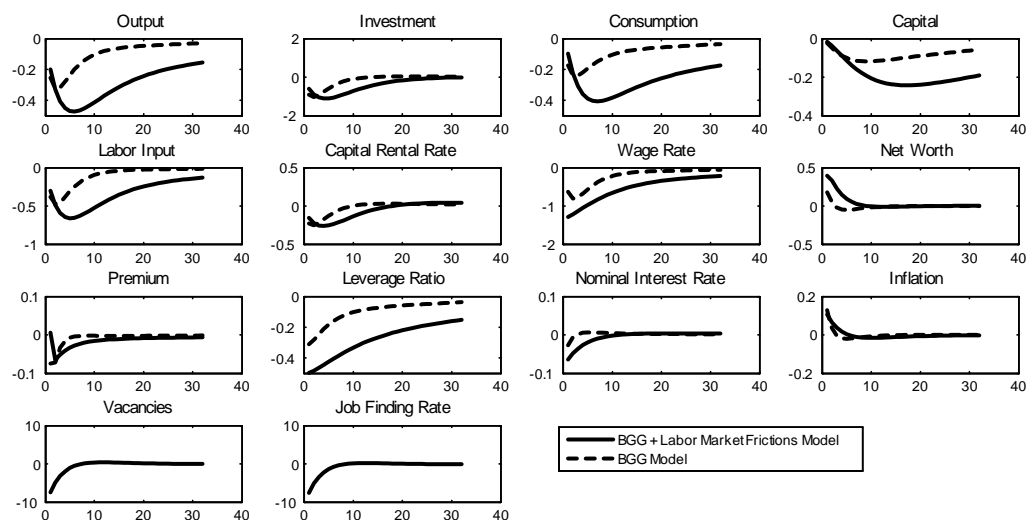 Output
Investment
Consumption
Capital
0
-0.2
-0.4
0 10 20 30 40
2
0
-2
0 10 20 30 40
0
-0.2
-0.4
0 10 20 30 40
0
-0.2
-0.4
0 10 20 30 40
Labor Input
Capital Rental Rate
Wage Rate
Net Worth
0
-0.5
-1
0 10 20 30 40
0.5
0
-0.5
0 10 20 30 40
0
-1
-2
0 10 20 30 40
0.5
0
-0.5
0 10 20 30 40
Premium
Leverage Ratio
Nominal Interest Rate
Inflation
0.1
0
-0.1
0 10 20 30 40
0
-0.2
-0.4
0 10 20 30 40
0.1
0
-0.1
0 10 20 30 40
0.2
0
-0.2
0 10 20 30 40
Vacancies
Job Finding Rate
10
0
-10
0 10 20 30 40
10
0
-10
0 10 20 30 40
BGG + Labor Market Frictions Model
BGG Model